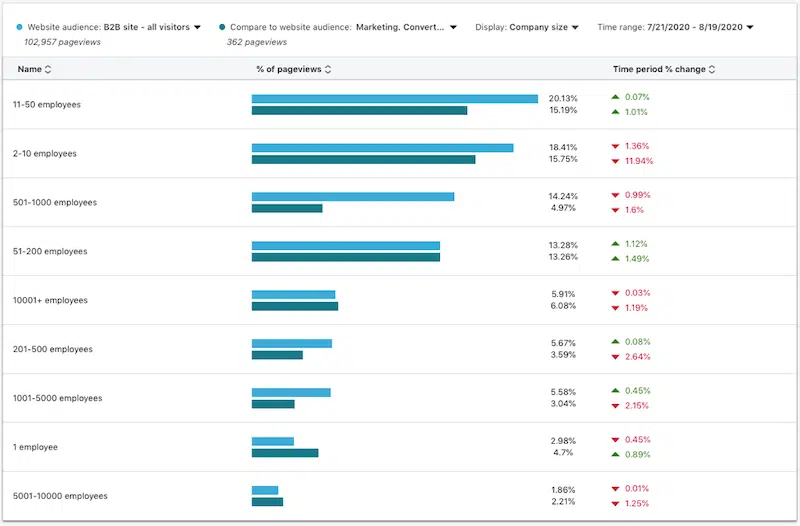 Website audience: B2B site - all visitors Compare to website audience: Marketing. Convert... Display: Company size Time range: 7/21/2020 - 8/19/2020
102,957 pageviews 362 pageviews
Name % of pageviews Time period % change
11-50 employees 20.13% 0.07%
15.19% 1.01%
2-10 employees 18.41% 1.36%
15.75% 11.94%
501-1000 employees 14.24% 0.99%
4.97% 1.6%
51-200 employees 13.28% 1.12%
13.26% 1.49%
10001+ employees 5.91% 0.03%
6.08% 1.19%
201-500 employees 5.67% 0.08%
3.59% 2.64%
1001-5000 employees 5.58% 0.45%
3.04% 2.15%
1 employee 2.98% 0.45%
4.7% 0.89%
5001-10000 employees 1.86% 0.01%
2.21% 1.25%